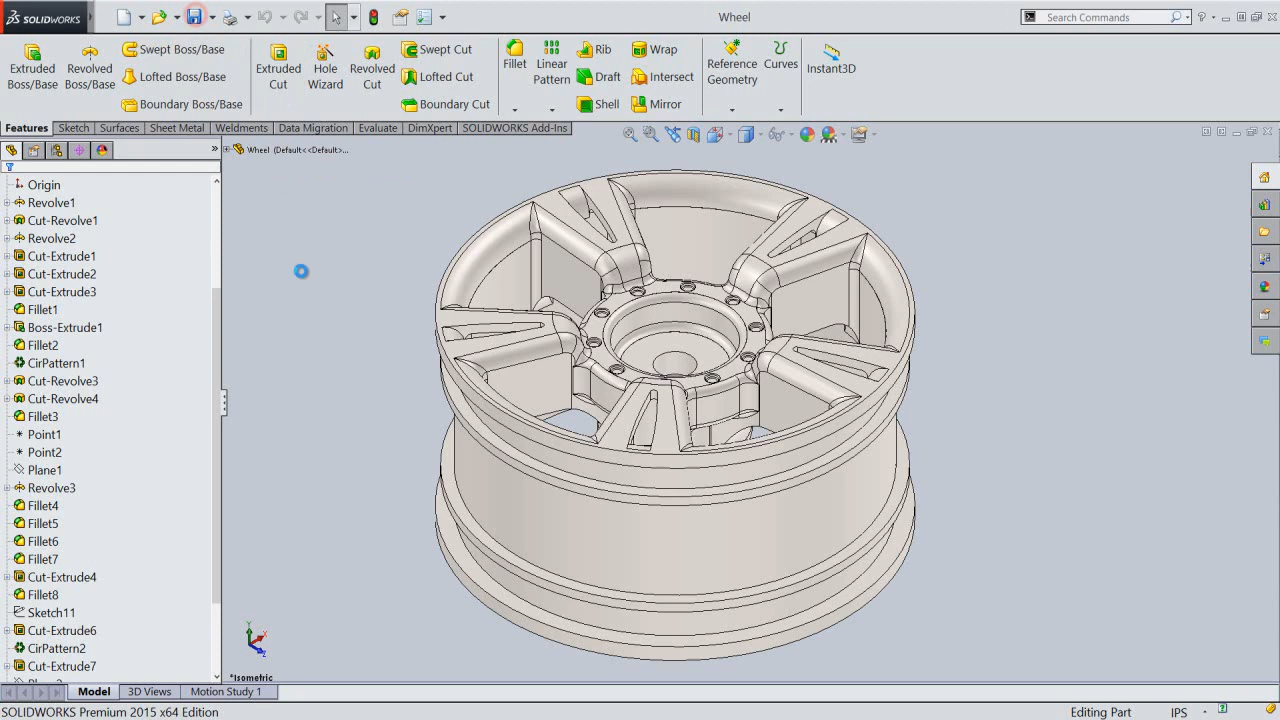 SOLIDWORKS
Wheel
Search Commands
Extruded Boss/Base
Revolved Boss/Base
Swept Boss/Base
Lofted Boss/Base
Boundary Boss/Base
Extruded Cut
Hole Wizard
Revolved Cut
Swept Cut
Lofted Cut
Boundary Cut
Fillet
Linear Pattern
Rib
Draft
Shell
Wrap
Intersect
Mirror
Reference Geometry
Curves
Instant3D
Features Sketch Surfaces Sheet Metal Weldments Data Migration Evaluate DimXpert SOLIDWORKS Add-Ins
Wheel (Default<<Default>...
Origin
Revolve1
Cut-Revolve1
Revolve2
Cut-Extrude1
Cut-Extrude2
Cut-Extrude3
Fillet1
Boss-Extrude1
Fillet2
CirPattern1
Cut-Revolve3
Cut-Revolve4
Fillet3
Point1
Point2
Plane1
Revolve3
Fillet4
Fillet5
Fillet6
Fillet7
Cut-Extrude4
Fillet8
Sketch11
Cut-Extrude6
CirPattern2
Cut-Extrude7
Y
X
Z
*Isometric
Model 3D Views Motion Study 1
SOLIDWORKS Premium 2015 x64 Edition
Editing Part
IPS